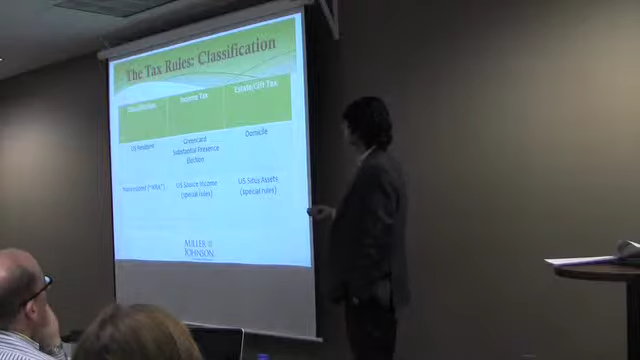 The Tax Rules: Classification
Classification
Income Tax
Estate/Gift Tax
US Resident
Greencard
Substantial Presence
Election
Domicile
Nonresident ("NRA")
US Source Income
(special rules)
US Situs Assets
(special rules)
MILLER
JOHNSON